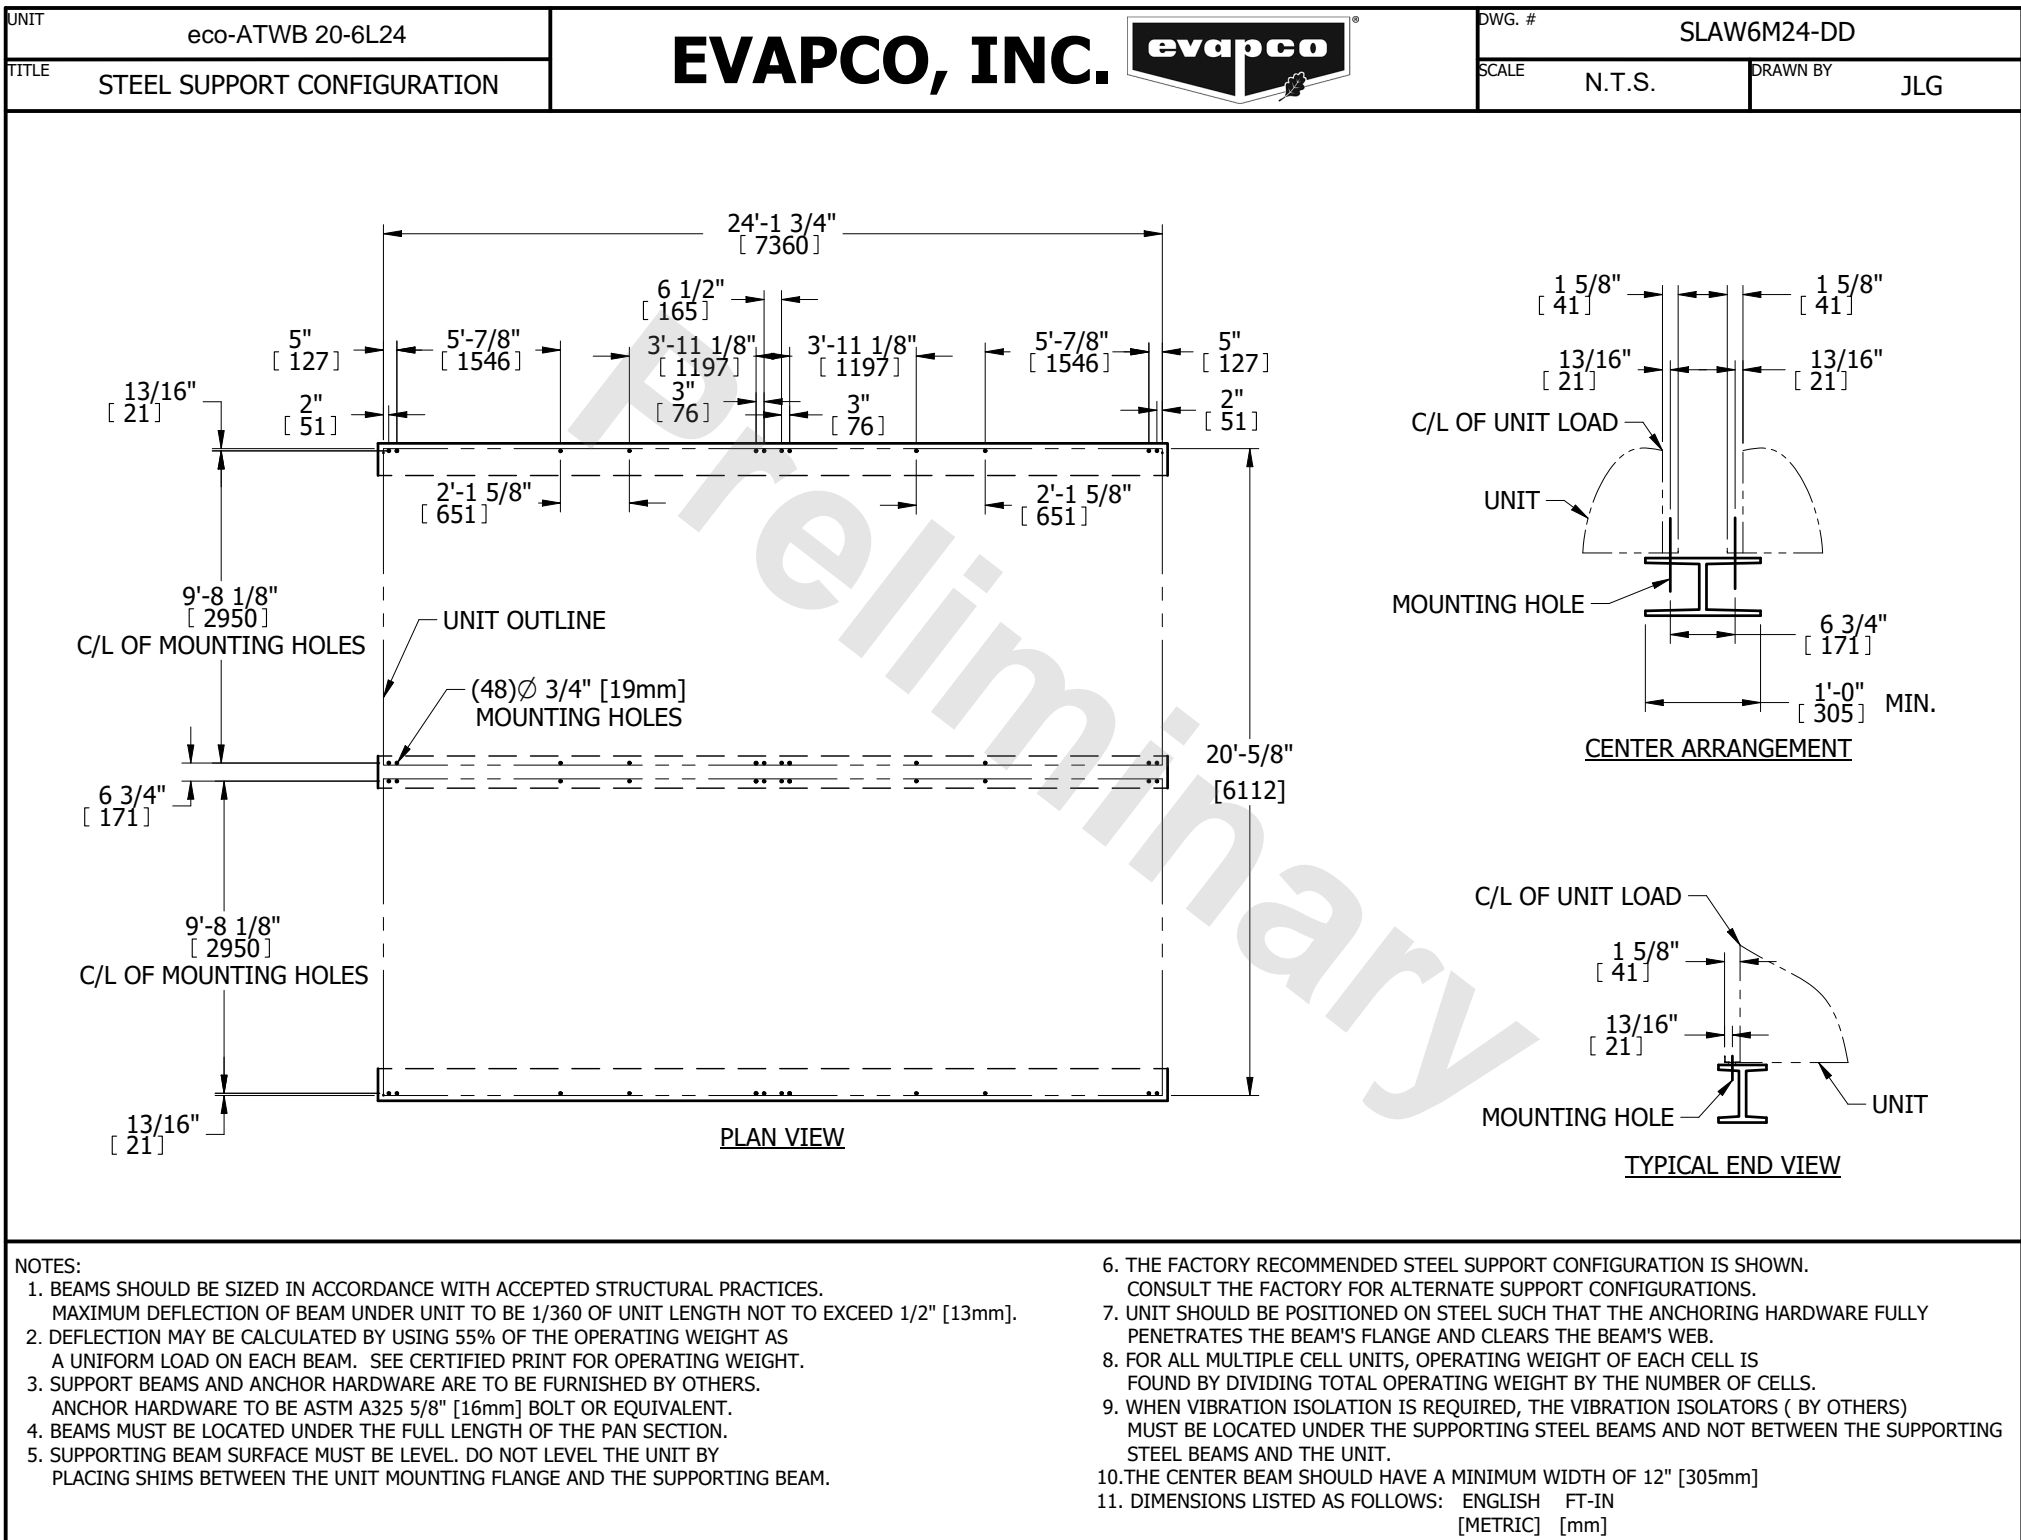 UNIT
eco-ATWB 20-6L24
TITLE
STEEL SUPPORT CONFIGURATION
EVAPCO, INC.
evapco
®
DWG. #
SLAW6M24-DD
SCALE
N.T.S.
DRAWN BY
JLG
24'-1 3/4"
[ 7360 ]
6 1/2"
[ 165 ]
5"
[ 127 ]
5'-7/8"
[ 1546 ]
3'-11 1/8"
[ 1197 ]
3'-11 1/8"
[ 1197 ]
5'-7/8"
[ 1546 ]
5"
[ 127 ]
13/16"
[ 21 ]
2"
[ 51 ]
3"
[ 76 ]
3"
[ 76 ]
2"
[ 51 ]
2'-1 5/8"
[ 651 ]
2'-1 5/8"
[ 651 ]
9'-8 1/8"
[ 2950 ]
C/L OF MOUNTING HOLES
UNIT OUTLINE
(48)Ø 3/4" [19mm]
MOUNTING HOLES
6 3/4"
[ 171 ]
20'-5/8"
[6112]
9'-8 1/8"
[ 2950 ]
C/L OF MOUNTING HOLES
13/16"
[ 21 ]
PLAN VIEW
Preliminary
1 5/8"
[ 41 ]
1 5/8"
[ 41 ]
13/16"
[ 21 ]
13/16"
[ 21 ]
C/L OF UNIT LOAD
UNIT
MOUNTING HOLE
6 3/4"
[ 171 ]
1'-0"
[ 305 ]
MIN.
CENTER ARRANGEMENT
C/L OF UNIT LOAD
1 5/8"
[ 41 ]
13/16"
[ 21 ]
MOUNTING HOLE
UNIT
TYPICAL END VIEW
NOTES:
1. BEAMS SHOULD BE SIZED IN ACCORDANCE WITH ACCEPTED STRUCTURAL PRACTICES.
MAXIMUM DEFLECTION OF BEAM UNDER UNIT TO BE 1/360 OF UNIT LENGTH NOT TO EXCEED 1/2" [13mm].
2. DEFLECTION MAY BE CALCULATED BY USING 55% OF THE OPERATING WEIGHT AS
A UNIFORM LOAD ON EACH BEAM. SEE CERTIFIED PRINT FOR OPERATING WEIGHT.
3. SUPPORT BEAMS AND ANCHOR HARDWARE ARE TO BE FURNISHED BY OTHERS.
ANCHOR HARDWARE TO BE ASTM A325 5/8" [16mm] BOLT OR EQUIVALENT.
4. BEAMS MUST BE LOCATED UNDER THE FULL LENGTH OF THE PAN SECTION.
5. SUPPORTING BEAM SURFACE MUST BE LEVEL. DO NOT LEVEL THE UNIT BY
PLACING SHIMS BETWEEN THE UNIT MOUNTING FLANGE AND THE SUPPORTING BEAM.
6. THE FACTORY RECOMMENDED STEEL SUPPORT CONFIGURATION IS SHOWN.
CONSULT THE FACTORY FOR ALTERNATE SUPPORT CONFIGURATIONS.
7. UNIT SHOULD BE POSITIONED ON STEEL SUCH THAT THE ANCHORING HARDWARE FULLY
PENETRATES THE BEAM'S FLANGE AND CLEARS THE BEAM'S WEB.
8. FOR ALL MULTIPLE CELL UNITS, OPERATING WEIGHT OF EACH CELL IS
FOUND BY DIVIDING TOTAL OPERATING WEIGHT BY THE NUMBER OF CELLS.
9. WHEN VIBRATION ISOLATION IS REQUIRED, THE VIBRATION ISOLATORS ( BY OTHERS)
MUST BE LOCATED UNDER THE SUPPORTING STEEL BEAMS AND NOT BETWEEN THE SUPPORTING
STEEL BEAMS AND THE UNIT.
10.THE CENTER BEAM SHOULD HAVE A MINIMUM WIDTH OF 12" [305mm]
11. DIMENSIONS LISTED AS FOLLOWS: ENGLISH FT-IN
[METRIC] [mm]